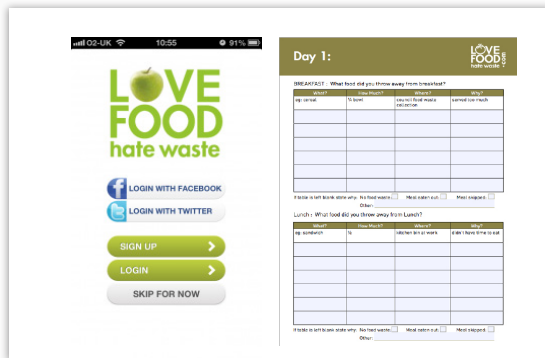 O2-UK 10:55 91%
LOVE
FOOD
hate waste
LOGIN WITH FACEBOOK
LOGIN WITH TWITTER
SIGN UP
LOGIN
SKIP FOR NOW
Day 1:
LOVE
FOOD
hate waste
.com
BREAKFAST : What food did you throw away from breakfast?
What? How Much? Where? Why?
eg: cereal bowl council food waste served too much
collection
If table is left blank state why: No food waste Meal eaten out: Meal skipped:
Other:
Lunch : What food did you throw away from Lunch?
What? How Much? Where? Why?
eg: sandwich kitchen bin at work didn't have time to eat
If table is left blank state why: No food waste Meal eaten out: Meal skipped:
Other: